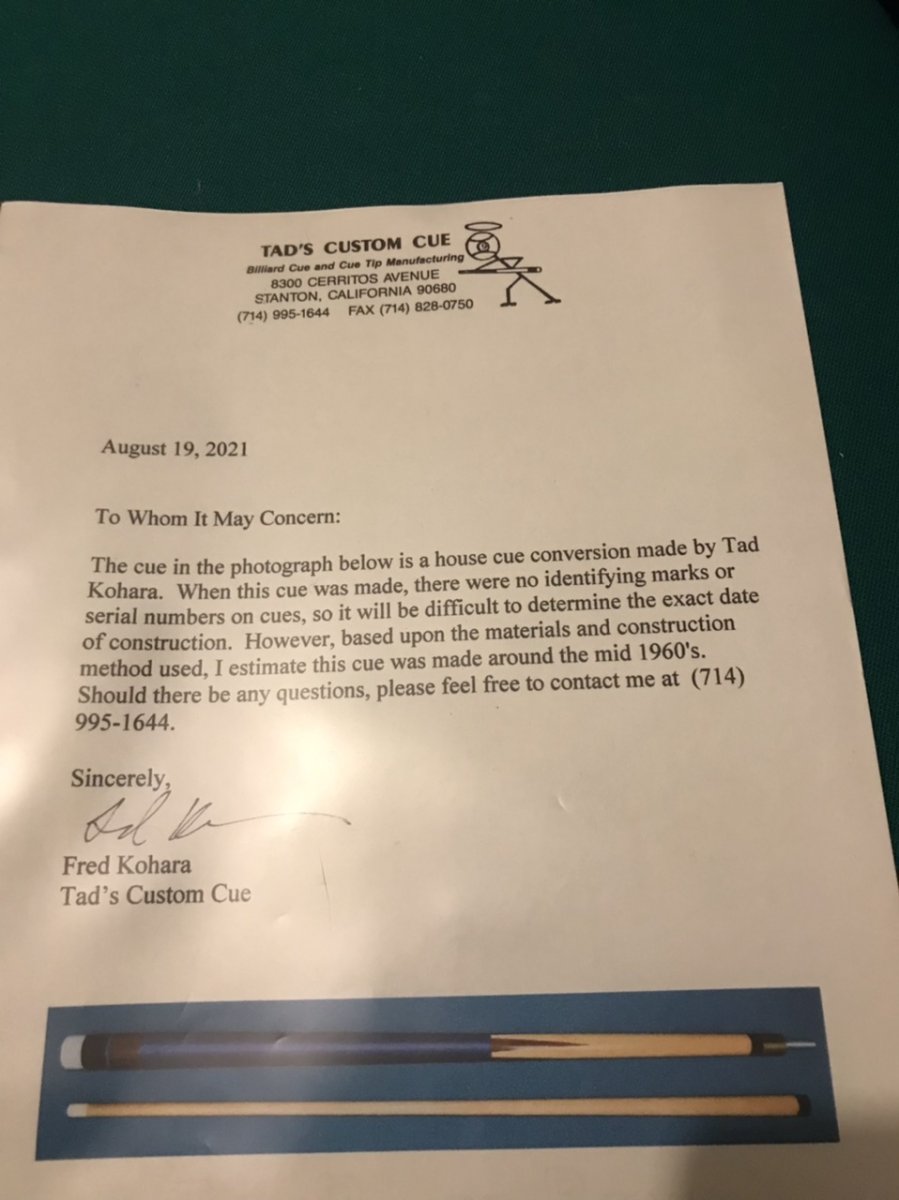 TAD'S CUSTOM CUE
Billiard Cue and Cue Tip Manufacturing
8300 CERRITOS AVENUE
STANTON, CALIFORNIA 90680
(714) 995-1644 FAX (714) 828-0750
August 19, 2021
To Whom It May Concern:
The cue in the photograph below is a house cue conversion made by Tad
Kohara. When this cue was made, there were no identifying marks or
serial numbers on cues, so it will be difficult to determine the exact date
of construction. However, based upon the materials and construction
method used, I estimate this cue was made around the mid 1960's.
Should there be any questions, please feel free to contact me at (714)
995-1644.
Sincerely,
Fred Kohara
Tad's Custom Cue